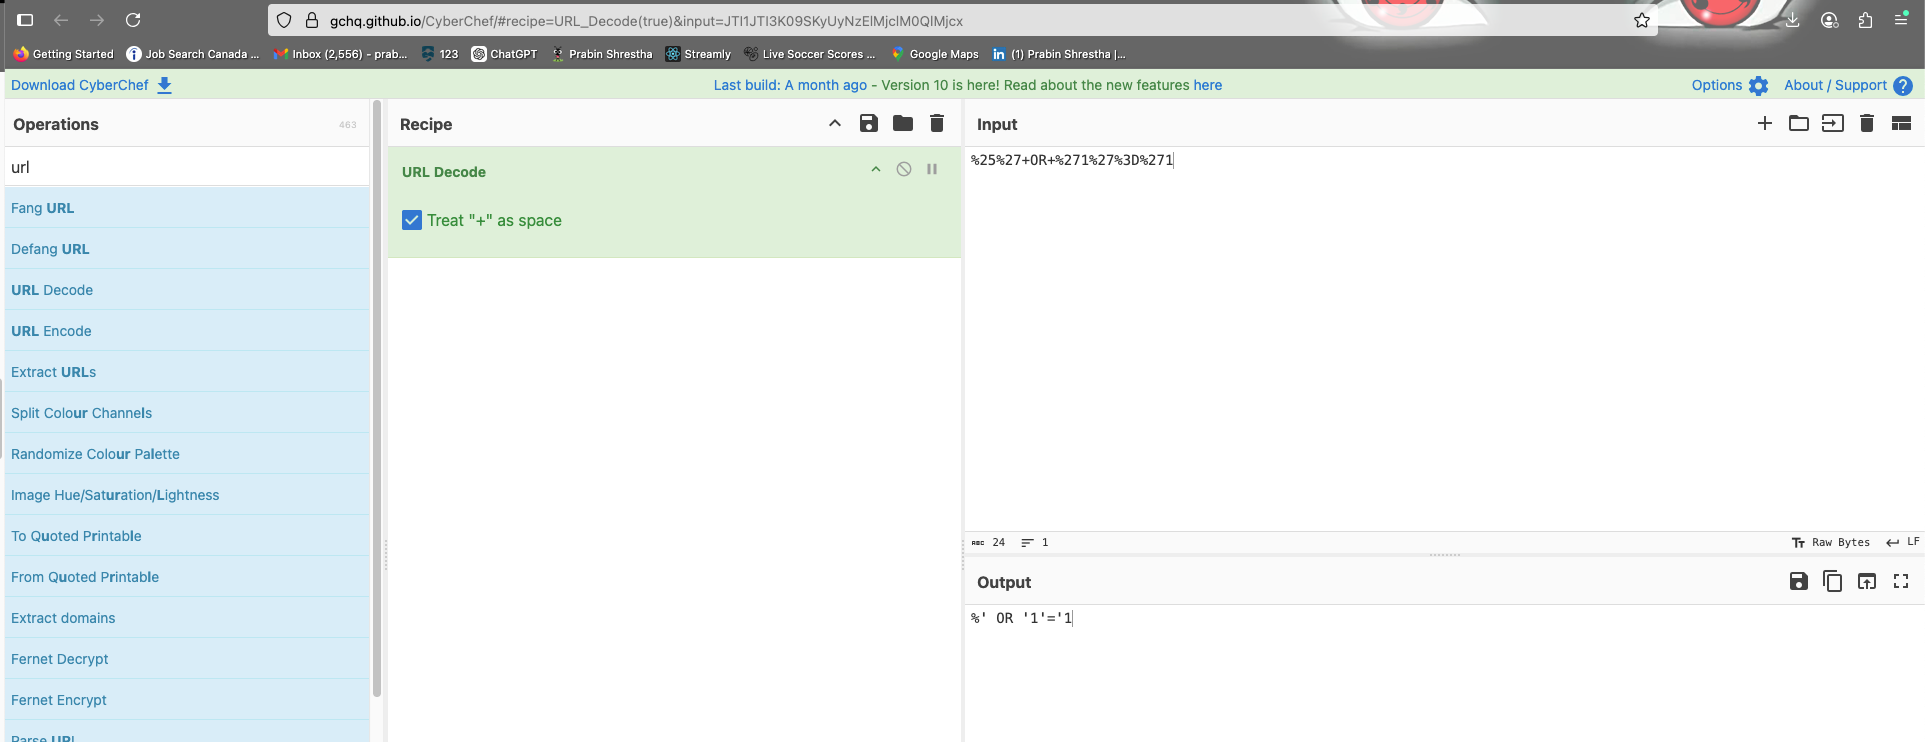 gchq.github.io/CyberChef/#recipe=URL_Decode(true)&input=JTI1JTI3K09SKyUyNzElMjclM0QlMjcx
Getting Started
Job Search Canada ...
Inbox (2,556) - prab...
123
ChatGPT
Prabin Shrestha
Streamly
Live Soccer Scores ...
Google Maps
(1) Prabin Shrestha |...
Download CyberChef
Last build: A month ago - Version 10 is here! Read about the new features here
Options
About / Support
Operations
463
url
Fang URL
Defang URL
URL Decode
URL Encode
Extract URLs
Split Colour Channels
Randomize Colour Palette
Image Hue/Saturation/Lightness
To Quoted Printable
From Quoted Printable
Extract domains
Fernet Decrypt
Fernet Encrypt
Parse URL
Recipe
URL Decode
Treat "+" as space
Input
%25%27+OR+%271%27%3D%271
24
1
Raw Bytes
LF
Output
%' OR '1'='1